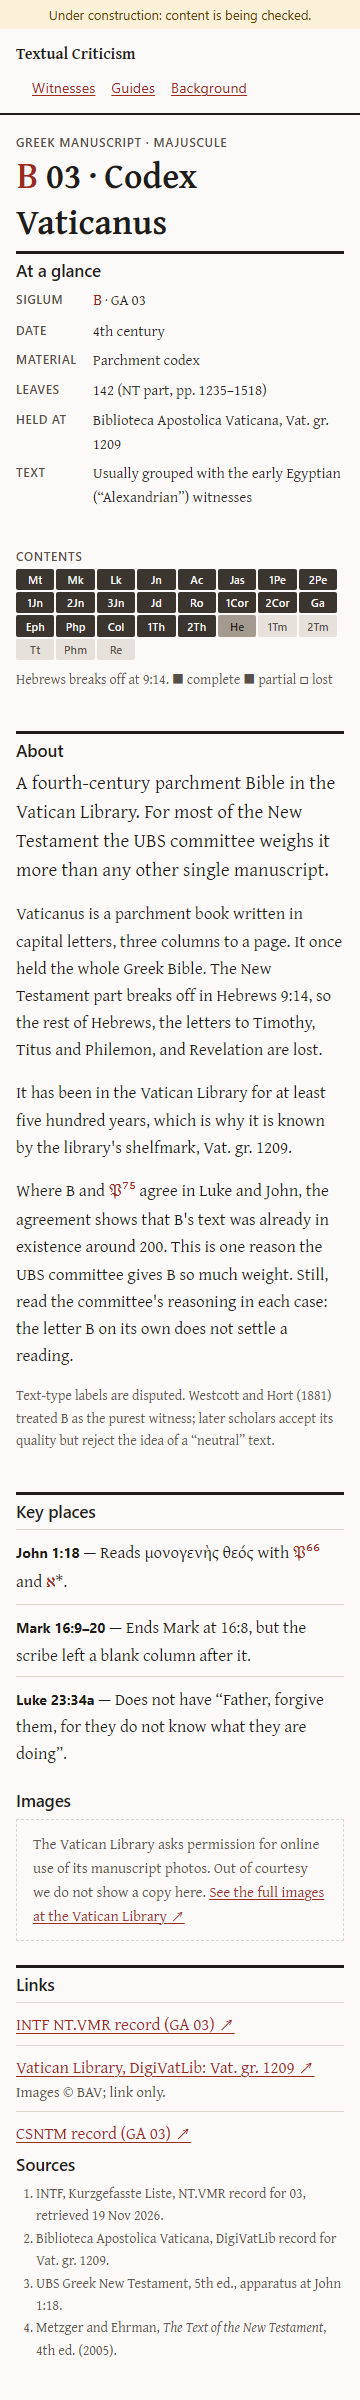 Under construction: content is being checked.
Textual Criticism
Witnesses Guides Background
GREEK MANUSCRIPT · MAJUSCULE
B 03 · Codex
Vaticanus
At a glance
SIGLUM B · GA 03
DATE 4th century
MATERIAL Parchment codex
LEAVES 142 (NT part, pp. 1235–1518)
HELD AT Biblioteca Apostolica Vaticana, Vat. gr.
1209
TEXT Usually grouped with the early Egyptian
(“Alexandrian”) witnesses
CONTENTS
Mt Mk Lk Jn Ac Jas 1Pe 2Pe
1Jn 2Jn 3Jn Jd Ro 1Cor 2Cor Ga
Eph Php Col 1Th 2Th He 1Tm 2Tm
Tt Phm Re
Hebrews breaks off at 9:14. ■ complete ■ partial □ lost
About
A fourth-century parchment Bible in the
Vatican Library. For most of the New
Testament the UBS committee weighs it
more than any other single manuscript.
Vaticanus is a parchment book written in
capital letters, three columns to a page. It once
held the whole Greek Bible. The New
Testament part breaks off in Hebrews 9:14, so
the rest of Hebrews, the letters to Timothy,
Titus and Philemon, and Revelation are lost.
It has been in the Vatican Library for at least
five hundred years, which is why it is known
by the library's shelfmark, Vat. gr. 1209.
Where B and 𝔓⁷⁵ agree in Luke and John, the
agreement shows that B's text was already in
existence around 200. This is one reason the
UBS committee gives B so much weight. Still,
read the committee's reasoning in each case:
the letter B on its own does not settle a
reading.
Text-type labels are disputed. Westcott and Hort (1881)
treated B as the purest witness; later scholars accept its
quality but reject the idea of a “neutral” text.
Key places
John 1:18 — Reads μονογενὴς θεός with 𝔓⁶⁶
and ℵ*.
Mark 16:9–20 — Ends Mark at 16:8, but the
scribe left a blank column after it.
Luke 23:34a — Does not have “Father, forgive
them, for they do not know what they are
doing”.
Images
The Vatican Library asks permission for online
use of its manuscript photos. Out of courtesy
we do not show a copy here. See the full images
at the Vatican Library ↗
Links
INTF NT.VMR record (GA 03) ↗
Vatican Library, DigiVatLib: Vat. gr. 1209 ↗
Images © BAV; link only.
CSNTM record (GA 03) ↗
Sources
1. INTF, Kurzgefasste Liste, NT.VMR record for 03,
retrieved 19 Nov 2026.
2. Biblioteca Apostolica Vaticana, DigiVatLib record for
Vat. gr. 1209.
3. UBS Greek New Testament, 5th ed., apparatus at John
1:18.
4. Metzger and Ehrman, The Text of the New Testament,
4th ed. (2005).